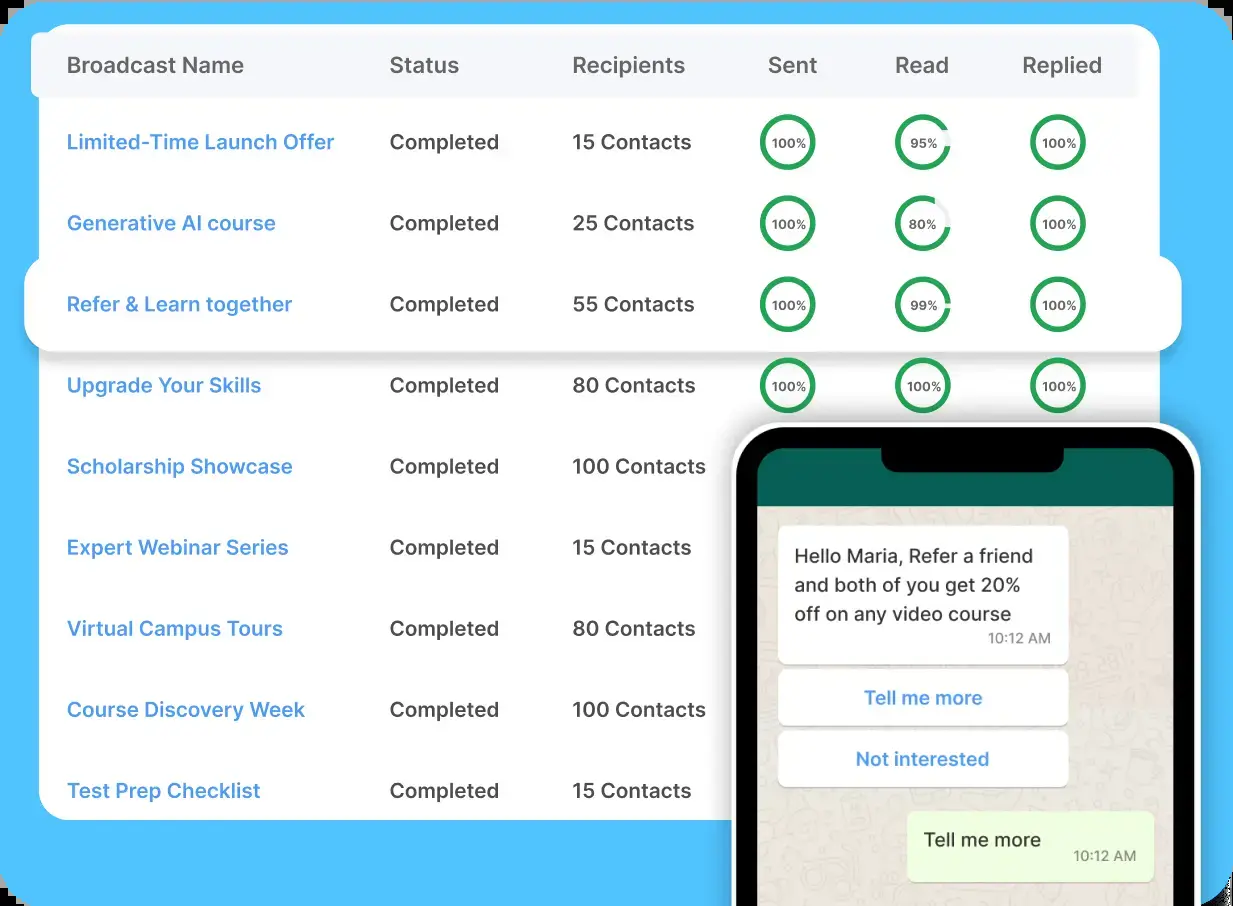 Broadcast Name Status Recipients Sent Read Replied
Limited-Time Launch Offer Completed 15 Contacts 100% 95% 100%
Generative AI course Completed 25 Contacts 100% 80% 100%
Refer & Learn together Completed 55 Contacts 100% 99% 100%
Upgrade Your Skills Completed 80 Contacts 100% 100% 100%
Scholarship Showcase Completed 100 Contacts
Expert Webinar Series Completed 15 Contacts
Virtual Campus Tours Completed 80 Contacts
Course Discovery Week Completed 100 Contacts
Test Prep Checklist Completed 15 Contacts
Hello Maria, Refer a friend
and both of you get 20%
off on any video course
10:12 AM
Tell me more
Not interested
Tell me more
10:12 AM